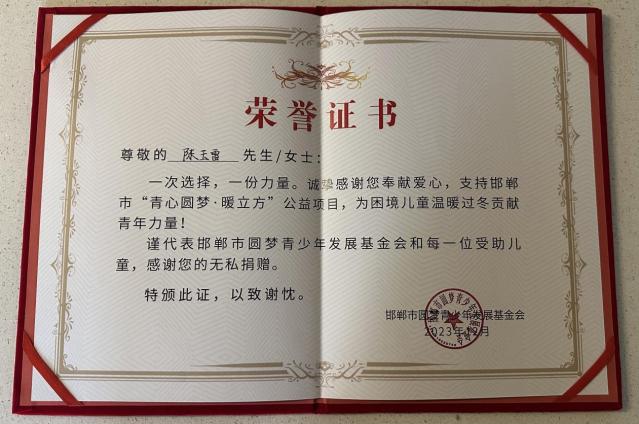 荣誉证书
尊敬的 陈玉雷 先生/女士：
一次选择，一份力量。诚挚感谢您奉献爱心，支持邯郸
市“青心圆梦·暖立方”公益项目，为困境儿童温暖过冬贡献
青年力量！
谨代表邯郸市圆梦青少年发展基金会和每一位受助儿
童，感谢您的无私捐赠。
特颁此证，以致谢忱。
邯郸市圆梦青少年发展基金会
2023年12月